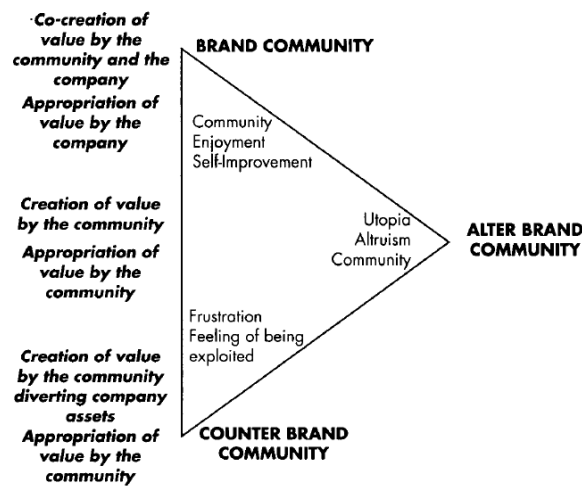 Co-creation of
value by the
community and the
company
Appropriation of
value by the
company
BRAND COMMUNITY
Community
Enjoyment
Self-Improvement
Creation of value
by the community
Appropriation of
value by the
community
Utopia
Altruism
Community
ALTER BRAND
COMMUNITY
Frustration
Feeling of being
exploited
Creation of value
by the community
diverting company
assets
Appropriation of
value by the
community
COUNTER BRAND
COMMUNITY